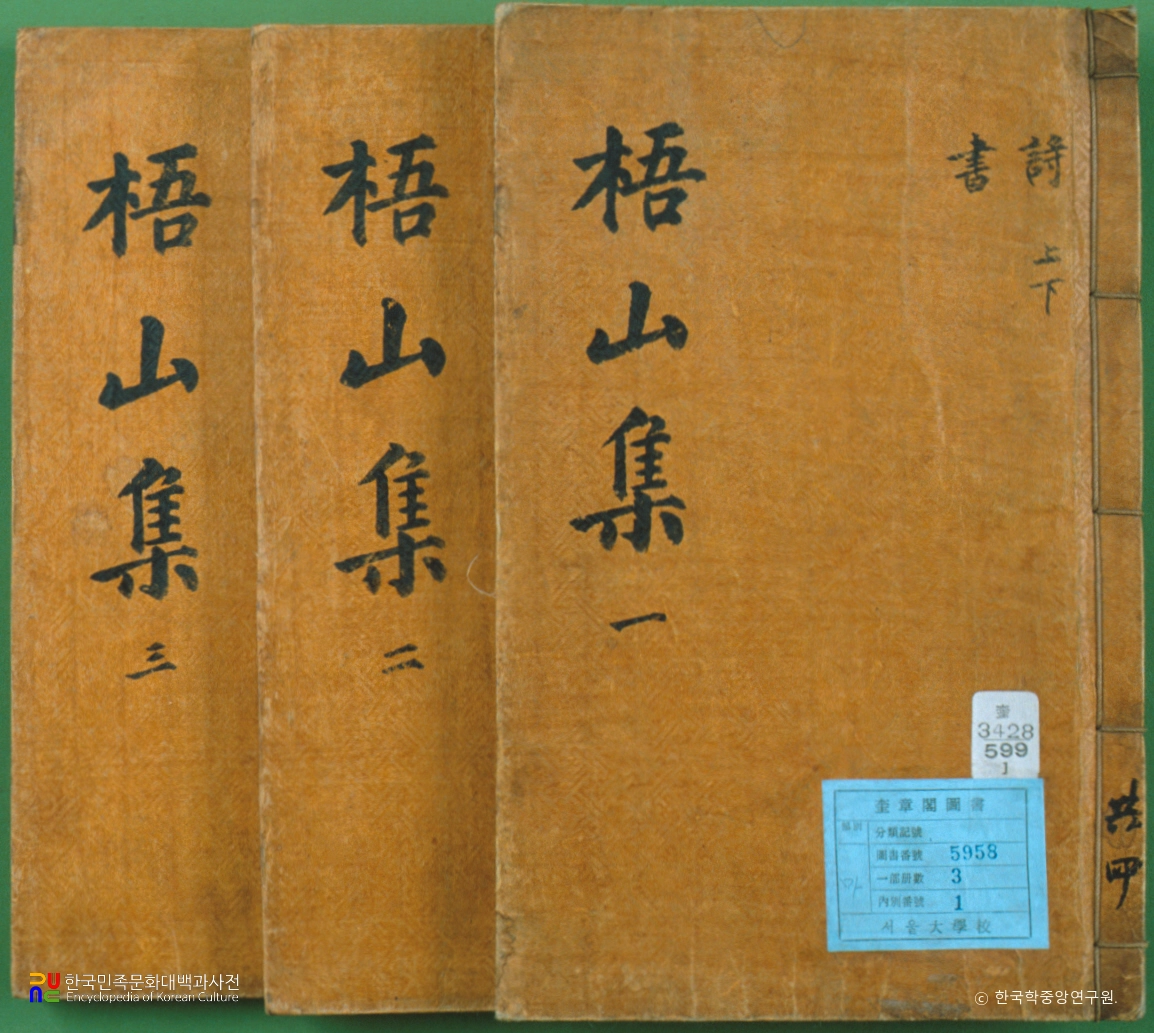 詩 上下
書
梧山集 一
梧山集 二
梧山集 三
共四
奎
3428
599
J
奎章閣圖書
分類記號
圖書番號 5958
一部冊數 3
內別番號 1
서울大學校
한국민족문화대백과사전
Encyclopedia of Korean Culture
ⓒ 한국학중앙연구원.